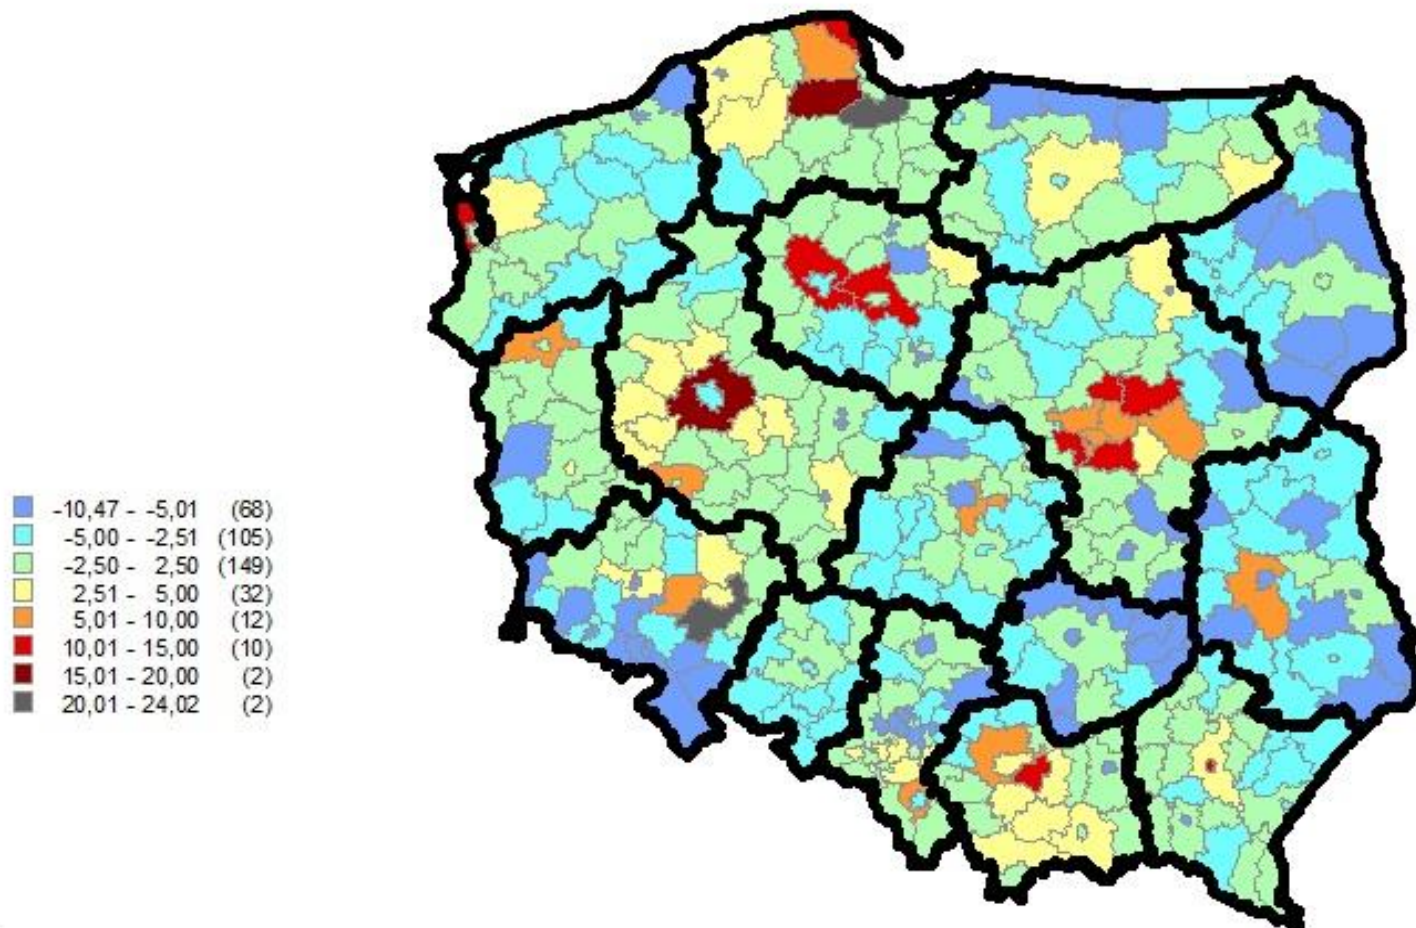 -10,47 - -5,01 (68)
-5,00 - -2,51 (105)
-2,50 - 2,50 (149)
2,51 - 5,00 (32)
5,01 - 10,00 (12)
10,01 - 15,00 (10)
15,01 - 20,00 (2)
20,01 - 24,02 (2)